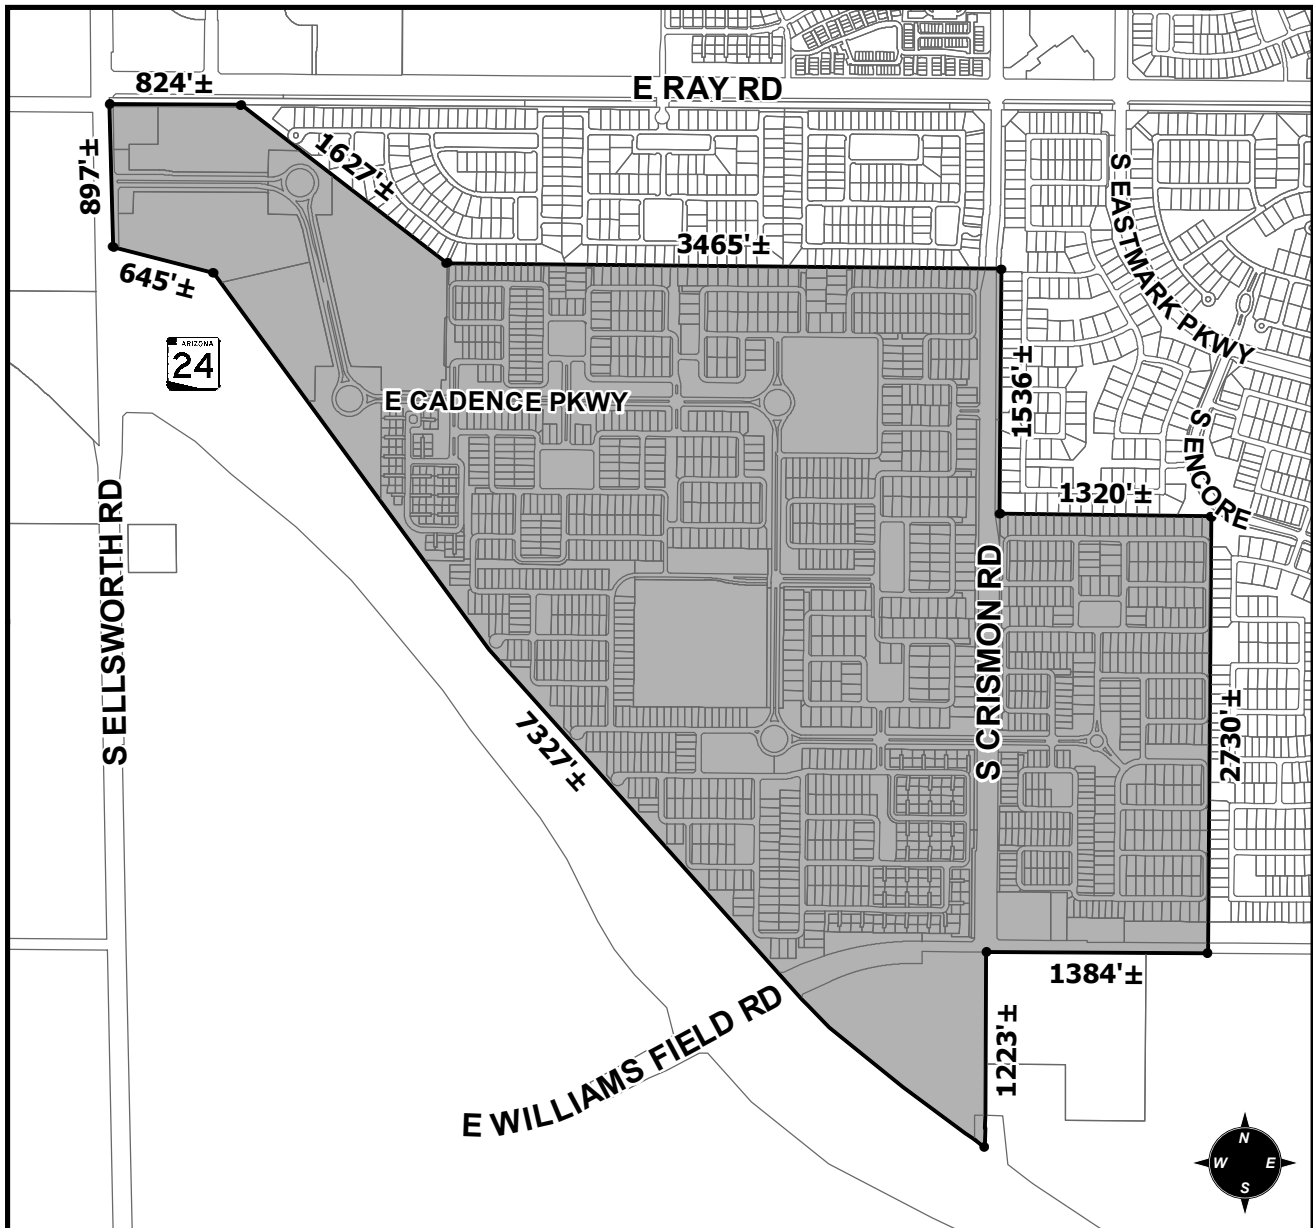 824'±
E RAY RD
897'±
1627'±
S EASTMARK PKWY
3465'±
645'±
ARIZONA
24
1536'±
E CADENCE PKWY
S ENCORE
1320'±
S ELLSWORTH RD
S CRISMON RD
2730'±
7327'±
1384'±
E WILLIAMS FIELD RD
1223'±
N
W E
S